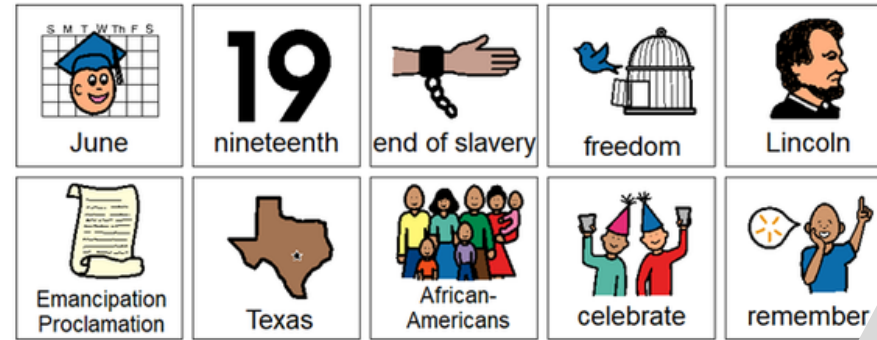 S M T W Th F S
June
19
nineteenth
end of slavery
freedom
Lincoln
Emancipation
Proclamation
Texas
African-
Americans
celebrate
remember